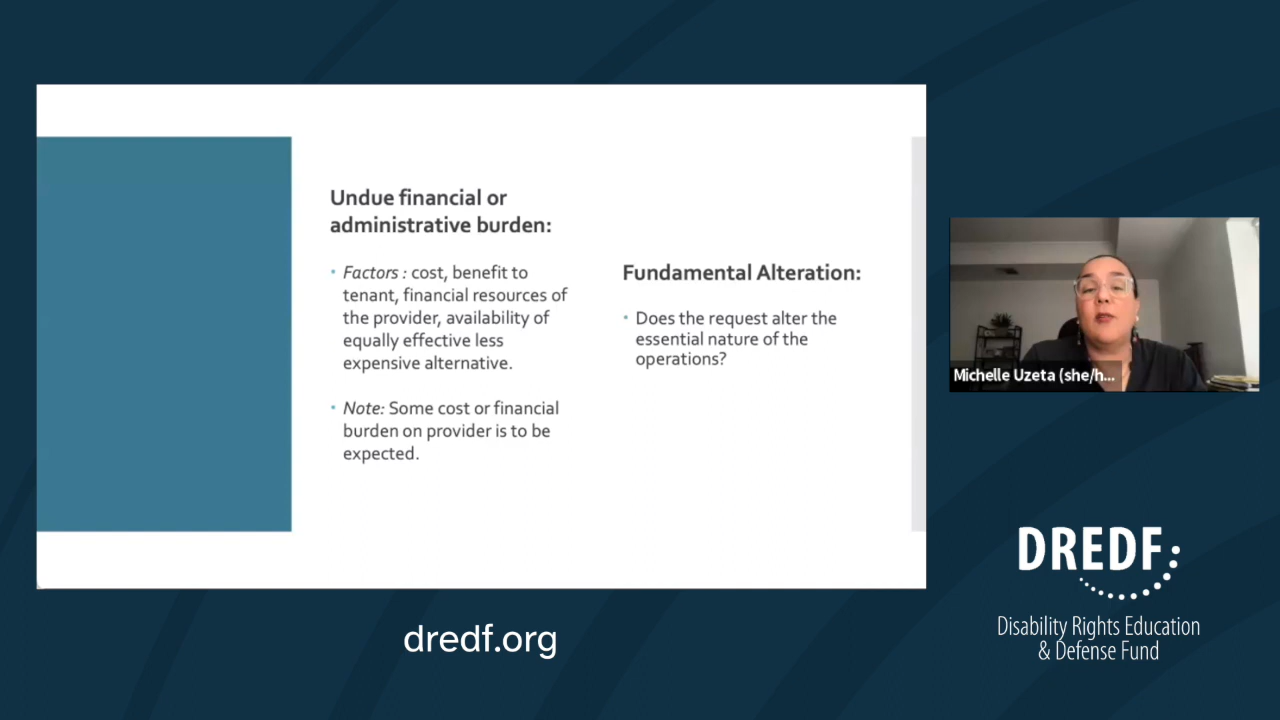 Undue financial or
administrative burden:
• Factors : cost, benefit to
tenant, financial resources of
the provider, availability of
equally effective less
expensive alternative.
• Note: Some cost or financial
burden on provider is to be
expected.
Fundamental Alteration:
• Does the request alter the
essential nature of the
operations?
Michelle Uzeta (she/h...
DREDF
Disability Rights Education
& Defense Fund
dredf.org